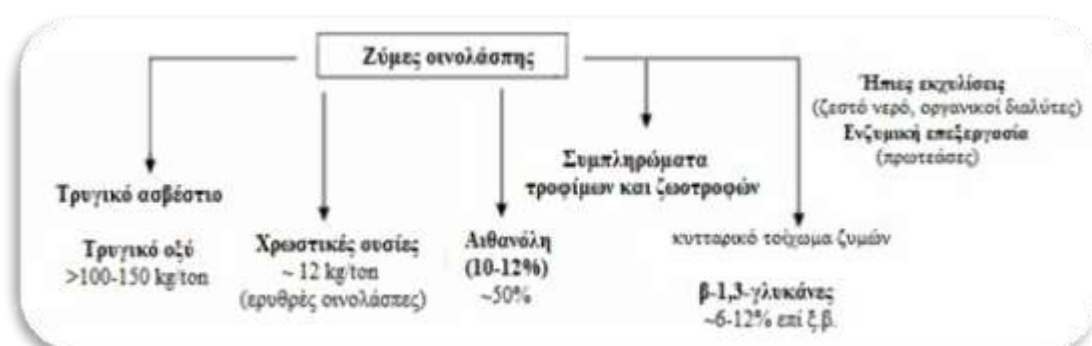 Ζύμες οινολάσπης
Ήπιες εκχυλίσεις
(ζεστό νερό, οργανικοί διαλύτες)
Ενζυμική επεξεργασία
(πρωτεάσες)
Τρυγικό ασβέστιο
Τρυγικό οξύ
>100-150 kg/ton
Χρωστικές ουσίες
~ 12 kg/ton
(ερυθρές οινολάσπες)
Αιθανόλη
(10-12%)
~50%
Συμπληρώματα
τροφίμων και ζωοτροφών
κυτταρικό τοίχωμα ζυμών
β-1,3-γλυκάνες
~6-12% επί ξ.β.